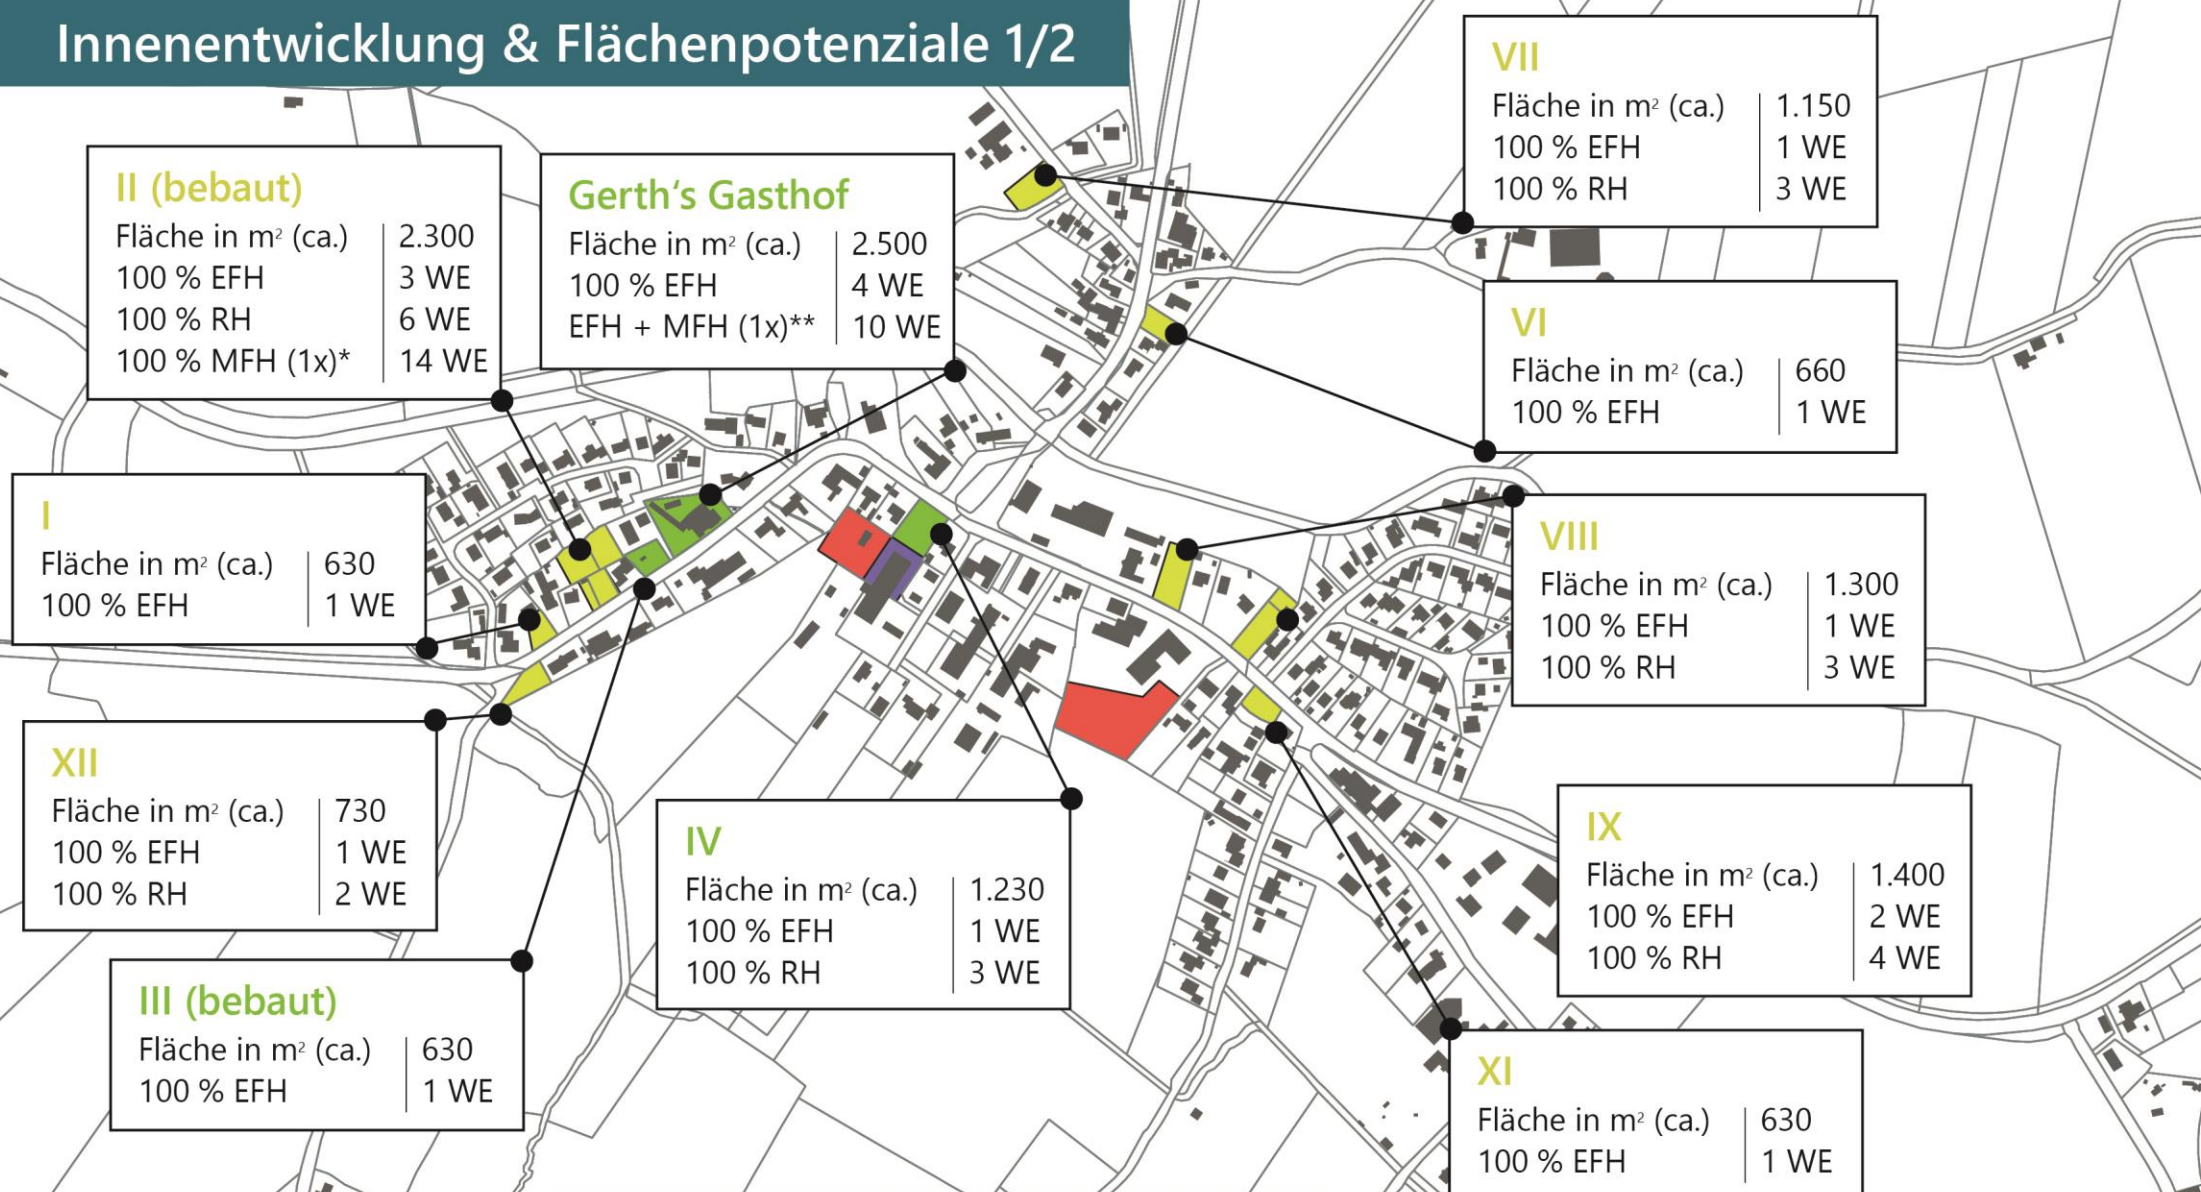 Innenentwicklung & Flächenpotenziale 1/2
II (bebaut)
Fläche in m² (ca.) 2.300
100 % EFH 3 WE
100 % RH 6 WE
100 % MFH (1x)* 14 WE
Gerth‘s Gasthof
Fläche in m² (ca.) 2.500
100 % EFH 4 WE
EFH + MFH (1x)** 10 WE
VII
Fläche in m² (ca.) 1.150
100 % EFH 1 WE
100 % RH 3 WE
VI
Fläche in m² (ca.) 660
100 % EFH 1 WE
I
Fläche in m² (ca.) 630
100 % EFH 1 WE
VIII
Fläche in m² (ca.) 1.300
100 % EFH 1 WE
100 % RH 3 WE
XII
Fläche in m² (ca.) 730
100 % EFH 1 WE
100 % RH 2 WE
IV
Fläche in m² (ca.) 1.230
100 % EFH 1 WE
100 % RH 3 WE
IX
Fläche in m² (ca.) 1.400
100 % EFH 2 WE
100 % RH 4 WE
III (bebaut)
Fläche in m² (ca.) 630
100 % EFH 1 WE
XI
Fläche in m² (ca.) 630
100 % EFH 1 WE